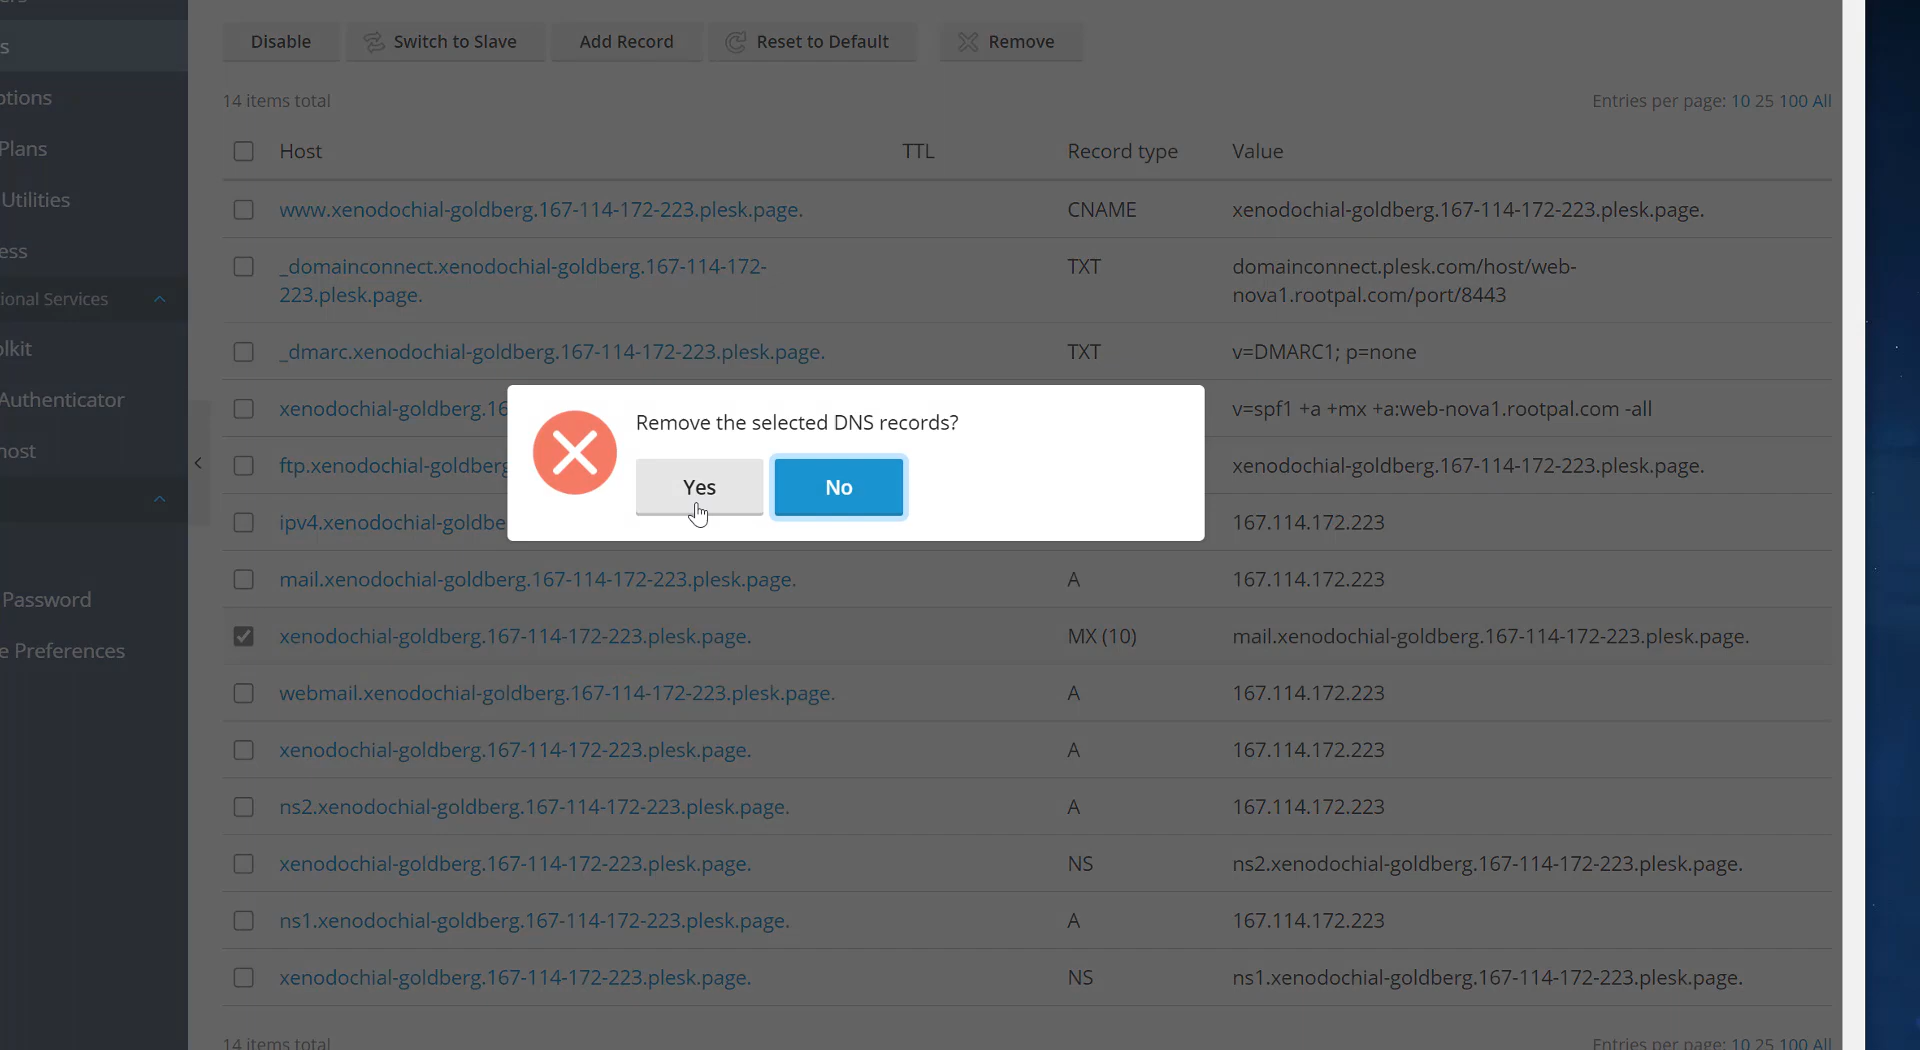 s
Disable Switch to Slave Add Record Reset to Default Remove
ptions
14 items total Entries per page: 10 25 100 All
Plans
Host TTL Record type Value
Utilities
www.xenodochial-goldberg.167-114-172-223.plesk.page. CNAME xenodochial-goldberg.167-114-172-223.plesk.page.
ess
_domainconnect.xenodochial-goldberg.167-114-172- TXT domainconnect.plesk.com/host/web-
223.plesk.page. nova1.rootpal.com/port/8443
ional Services
olkit
_dmarc.xenodochial-goldberg.167-114-172-223.plesk.page. TXT v=DMARC1; p=none
Authenticator
xenodochial-goldberg.16 v=spf1 +a +mx +a:web-nova1.rootpal.com -all
Remove the selected DNS records?
Yes No
nost
ftp.xenodochial-goldberg xenodochial-goldberg.167-114-172-223.plesk.page.
ipv4.xenodochial-goldbe 167.114.172.223
mail.xenodochial-goldberg.167-114-172-223.plesk.page. A 167.114.172.223
Password
xenodochial-goldberg.167-114-172-223.plesk.page. MX (10) mail.xenodochial-goldberg.167-114-172-223.plesk.page.
e Preferences
webmail.xenodochial-goldberg.167-114-172-223.plesk.page. A 167.114.172.223
xenodochial-goldberg.167-114-172-223.plesk.page. A 167.114.172.223
ns2.xenodochial-goldberg.167-114-172-223.plesk.page. A 167.114.172.223
xenodochial-goldberg.167-114-172-223.plesk.page. NS ns2.xenodochial-goldberg.167-114-172-223.plesk.page.
ns1.xenodochial-goldberg.167-114-172-223.plesk.page. A 167.114.172.223
xenodochial-goldberg.167-114-172-223.plesk.page. NS ns1.xenodochial-goldberg.167-114-172-223.plesk.page.
14 items total Entries per page: 10 25 100 All